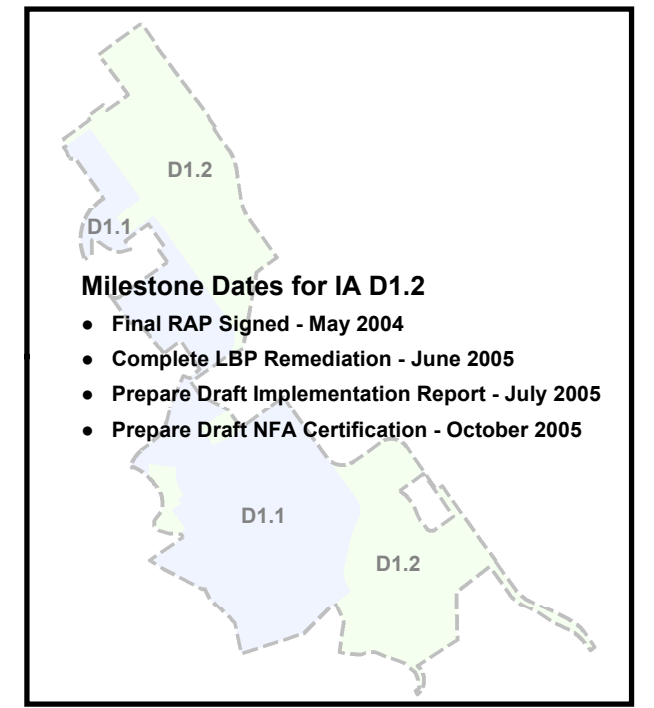 D1.2
D1.1
Milestone Dates for IA D1.2
● Final RAP Signed - May 2004
● Complete LBP Remediation - June 2005
● Prepare Draft Implementation Report - July 2005
● Prepare Draft NFA Certification - October 2005
D1.1
D1.2